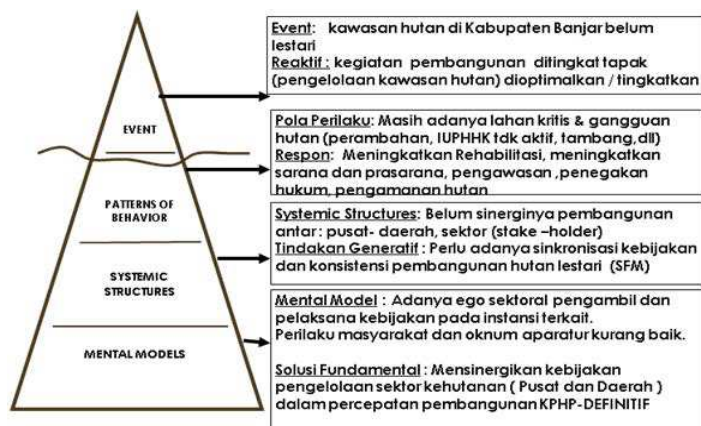 EVENT
PATTERNS OF
BEHAVIOR
SYSTEMIC
STRUCTURES
MENTAL MODELS
Event: kawasan hutan di Kabupaten Banjar belum
lestari
Reaktif : kegiatan pembangunan ditingkat tapak
(pengelolaan kawasan hutan) dioptimalkan / tingkatkan
Pola Perilaku: Masih adanya lahan kritis & gangguan
hutan (perambahan, IUPHHK tdk aktif, tambang,dll)
Respon: Meningkatkan Rehabilitasi, meningkatkan
sarana dan prasarana, pengawasan ,penegakan
hukum, pengamanan hutan
Systemic Structures: Belum sinerginya pembangunan
antar : pusat- daerah, sektor (stake –holder)
Tindakan Generatif : Perlu adanya sinkronisasi kebijakan
dan konsistensi pembangunan hutan lestari (SFM)
Mental Model : Adanya ego sektoral pengambil dan
pelaksana kebijakan pada instansi terkait.
Perilaku masyarakat dan oknum aparatur kurang baik.
Solusi Fundamental : Mensinergikan kebijakan
pengelolaan sektor kehutanan ( Pusat dan Daerah )
dalam percepatan pembangunan KPHP-DEFINITIF